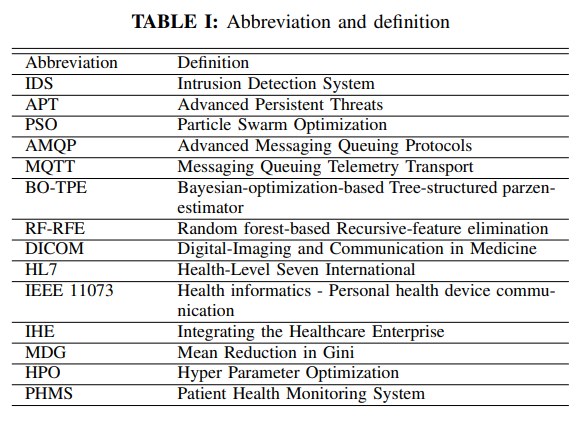 TABLE I: Abbreviation and definition
Abbreviation Definition
IDS Intrusion Detection System
APT Advanced Persistent Threats
PSO Particle Swarm Optimization
AMQP Advanced Messaging Queuing Protocols
MQTT Messaging Queuing Telemetry Transport
BO-TPE Bayesian-optimization-based Tree-structured parzen-
estimator
RF-RFE Random forest-based Recursive-feature elimination
DICOM Digital-Imaging and Communication in Medicine
HL7 Health-Level Seven International
IEEE 11073 Health informatics - Personal health device commu-
nication
IHE Integrating the Healthcare Enterprise
MDG Mean Reduction in Gini
HPO Hyper Parameter Optimization
PHMS Patient Health Monitoring System